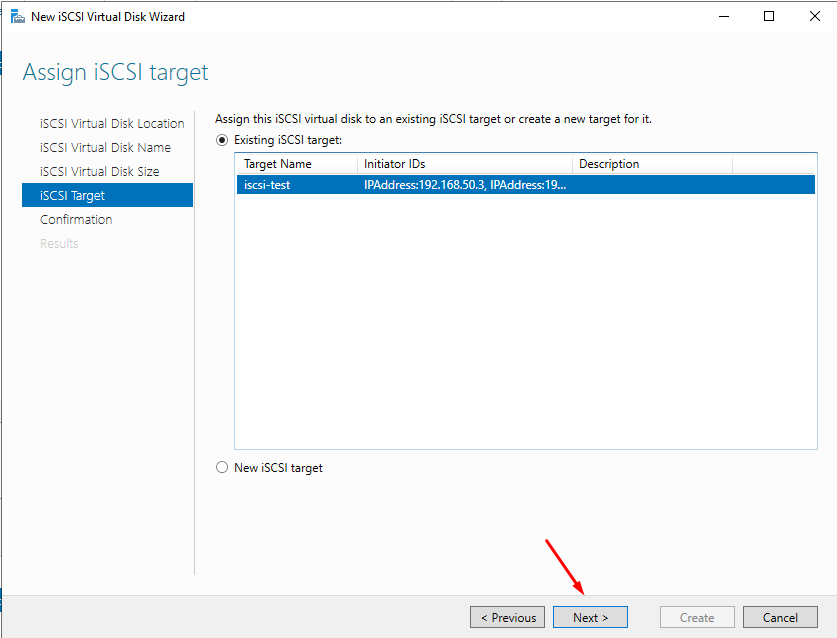 New iSCSI Virtual Disk Wizard
Assign iSCSI target
iSCSI Virtual Disk Location
iSCSI Virtual Disk Name
iSCSI Virtual Disk Size
iSCSI Target
Confirmation
Results
Assign this iSCSI virtual disk to an existing iSCSI target or create a new target for it.
Existing iSCSI target:
Target Name Initiator IDs Description
iscsi-test IPAddress:192.168.50.3, IPAddress:19...
New iSCSI target
< Previous Next > Create Cancel